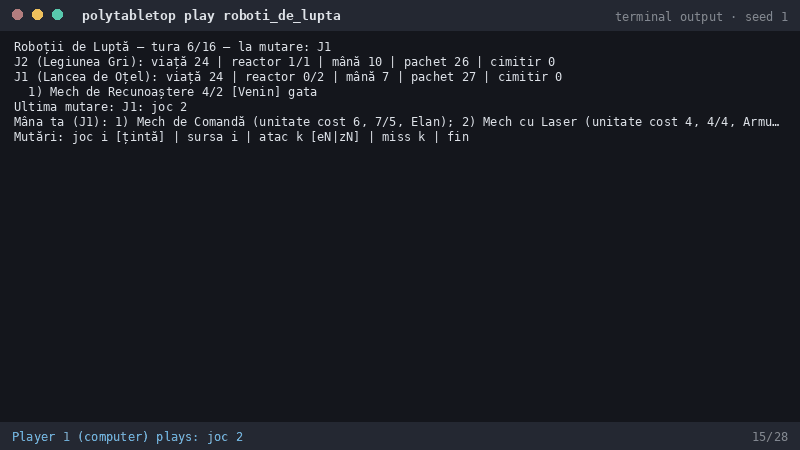 polytabletop play roboti_de_lupta
terminal output · seed 1
Roboții de Luptă — tura 6/16 — la mutare: J1
J2 (Legiunea Gri): viață 24 | reactor 1/1 | mână 10 | pachet 26 | cimitir 0
J1 (Lancea de Oțel): viață 24 | reactor 0/2 | mână 7 | pachet 27 | cimitir 0
1) Mech de Recunoaștere 4/2 [Venin] gata
Ultima mutare: J1: joc 2
Mâna ta (J1): 1) Mech de Comandă (unitate cost 6, 7/5, Elan); 2) Mech cu Laser (unitate cost 4, 4/4, Armu…
Mutări: joc i [țintă] | sursa i | atac k [eN|zN] | miss k | fin
Player 1 (computer) plays: joc 2
15/28